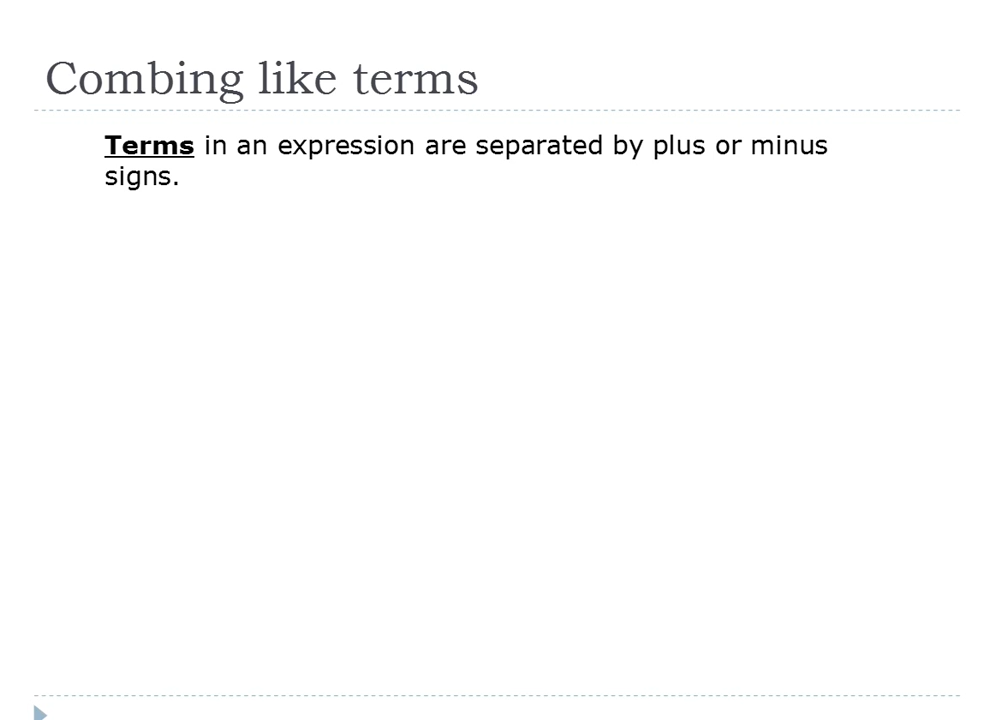 Combing like terms
Terms in an expression are separated by plus or minus
signs.